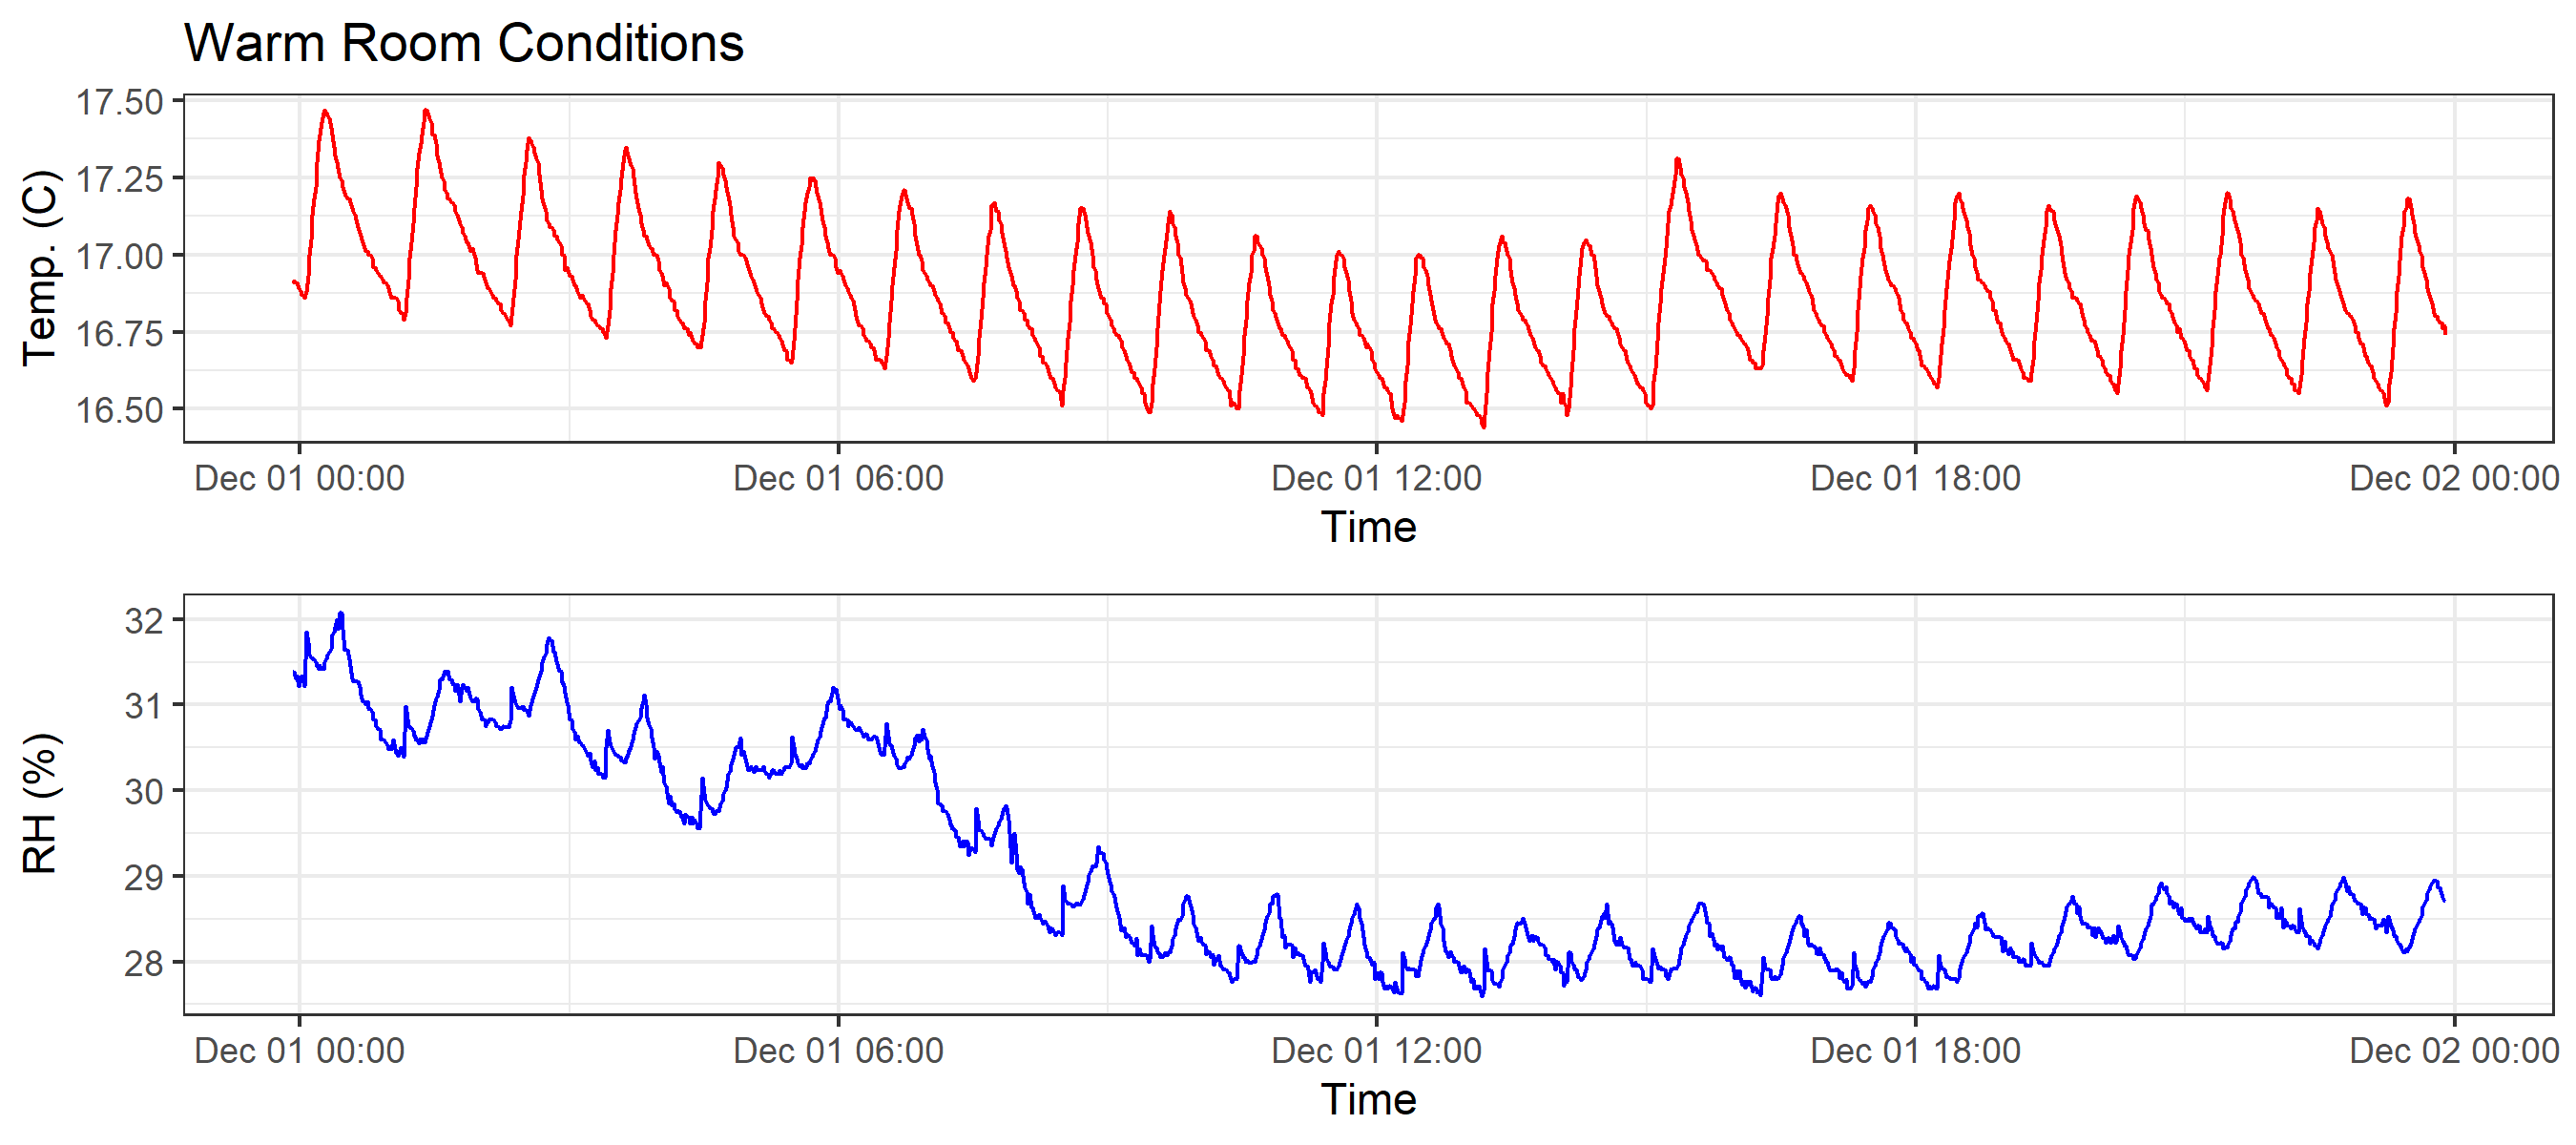 Warm Room Conditions
Temp. (C)
17.50
17.25
17.00
16.75
16.50
Dec 01 00:00 Dec 01 06:00 Dec 01 12:00 Dec 01 18:00 Dec 02 00:00
Time
RH (%)
32
31
30
29
28
Dec 01 00:00 Dec 01 06:00 Dec 01 12:00 Dec 01 18:00 Dec 02 00:00
Time